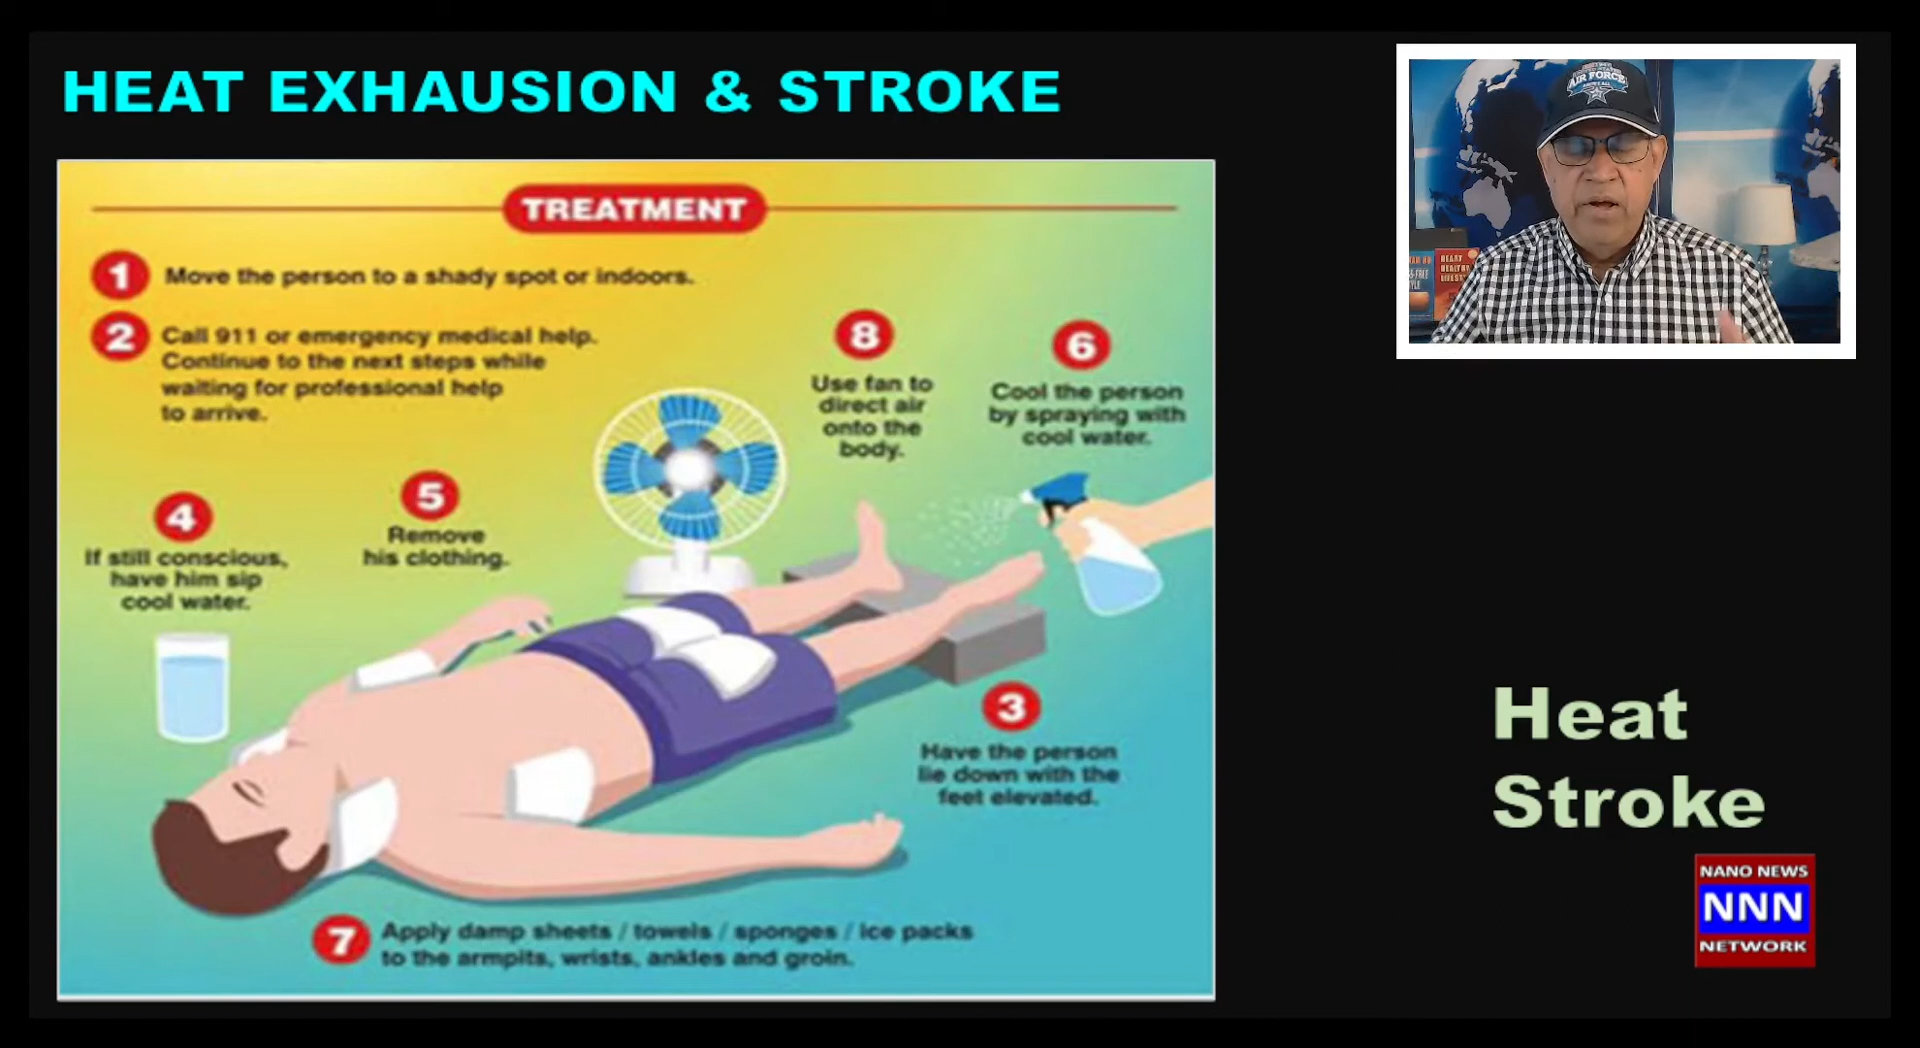 HEAT EXHAUSION & STROKE
AIR FORCE
TREATMENT
1
Move the person to a shady spot or indoors.
2
Call 911 or emergency medical help.
Continue to the next steps while
waiting for professional help
to arrive.
8
Use fan to
direct air
onto the
body.
6
Cool the person
by spraying with
cool water.
4
If still conscious,
have him sip
cool water.
5
Remove
his clothing.
3
Have the person
lie down with the
feet elevated.
7
Apply damp sheets / towels / sponges / ice packs
to the armpits, wrists, ankles and groin.
HEART
HEALTHY
Heat
Stroke
NANO NEWS
NNN
NETWORK